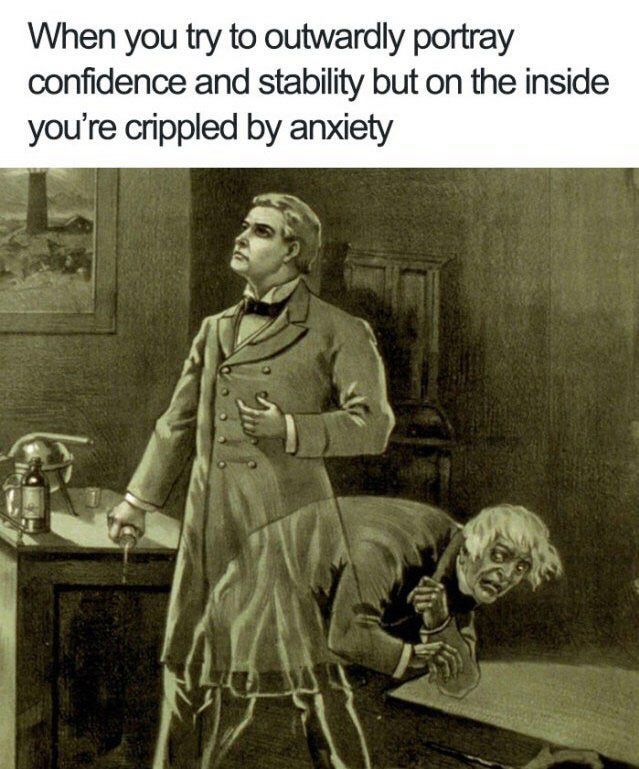 When you try to outwardly portray
confidence and stability but on the inside
you’re crippled by anxiety